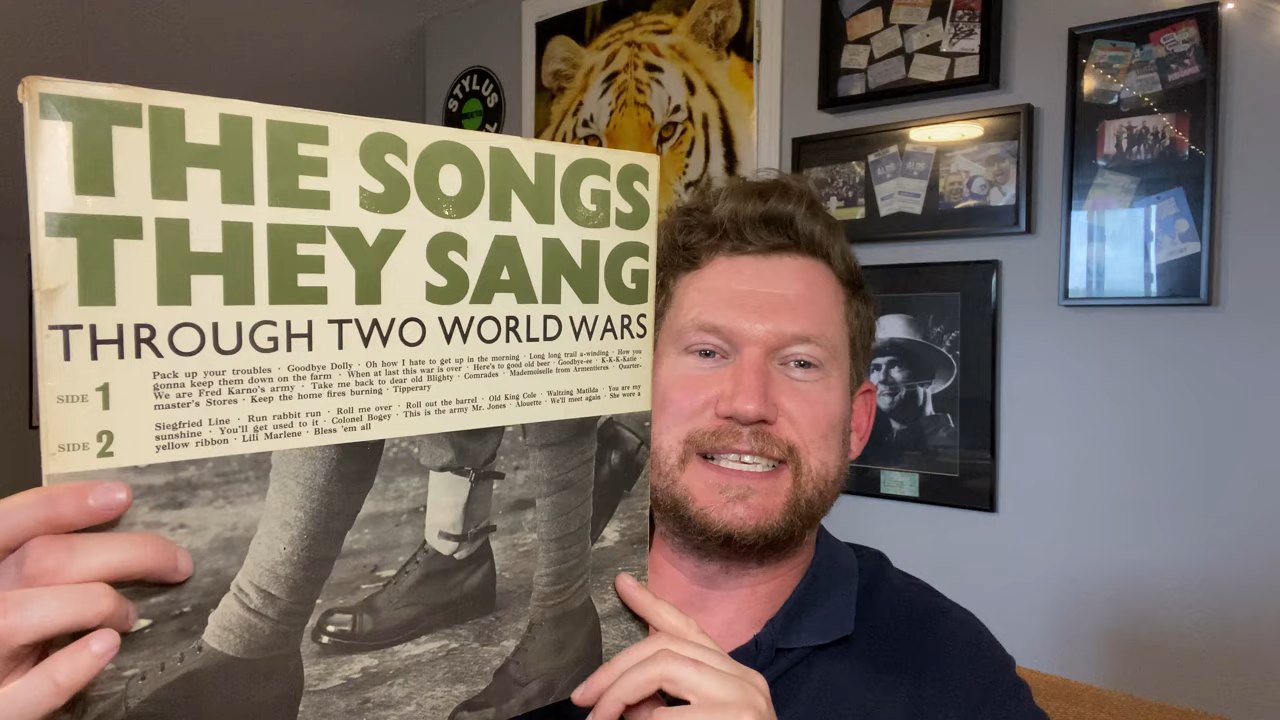 THE SONGS
THEY SANG
THROUGH TWO WORLD WARS
SIDE 1
Pack up your troubles · Goodbye Dolly · Oh how I hate to get up in the morning · Long long trail a-winding · How you
gonna keep them down on the farm · When at last this war is over · Here's to good old beer · Goodbye-ee · K-K-K-Katie ·
We are Fred Karno's army · Take me back to dear old Blighty · Comrades · Mademoiselle from Armentieres · Quarter-
master's Stores · Keep the home fires burning · Tipperary
SIDE 2
Siegfried Line · Run rabbit run · Roll me over · Roll out the barrel · Old King Cole · Waltzing Matilda · You are my
sunshine · You'll get used to it · Colonel Bogey · This is the army Mr. Jones · Alouette · We'll meet again · She wore a
yellow ribbon · Lili Marlene · Bless 'em all
STYLUS